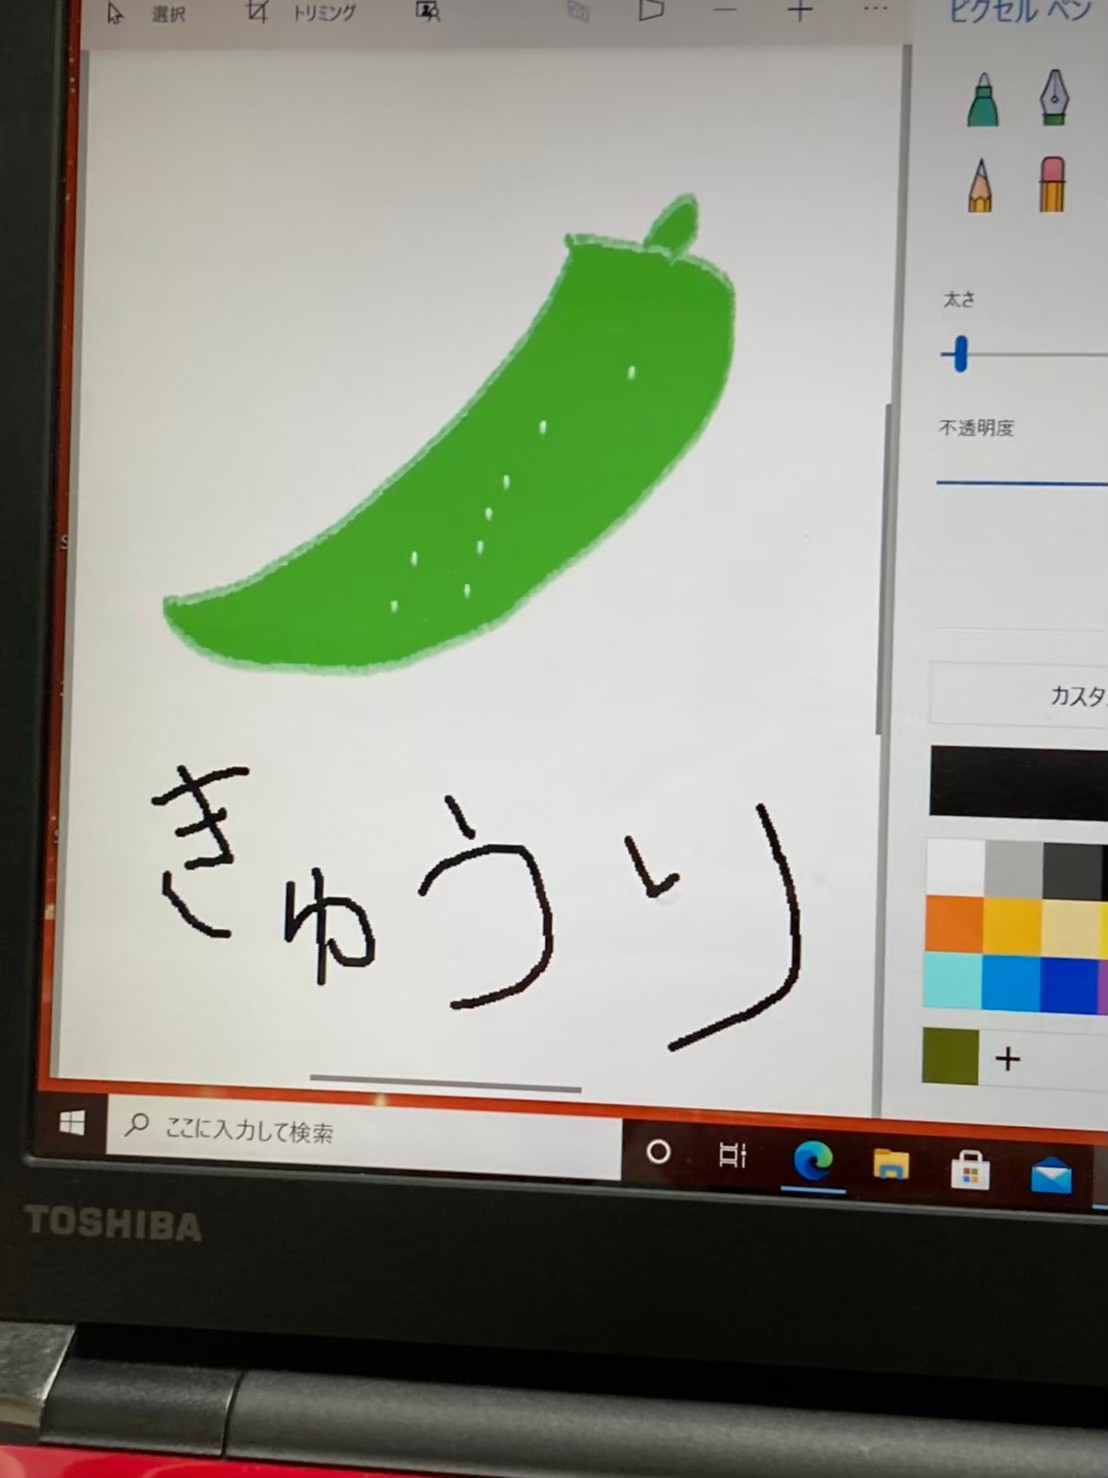 選択 トリミング
ピクセル ペン
太さ
不透明度
カスタ
きゅうり
ここに入力して検索
TOSHIBA